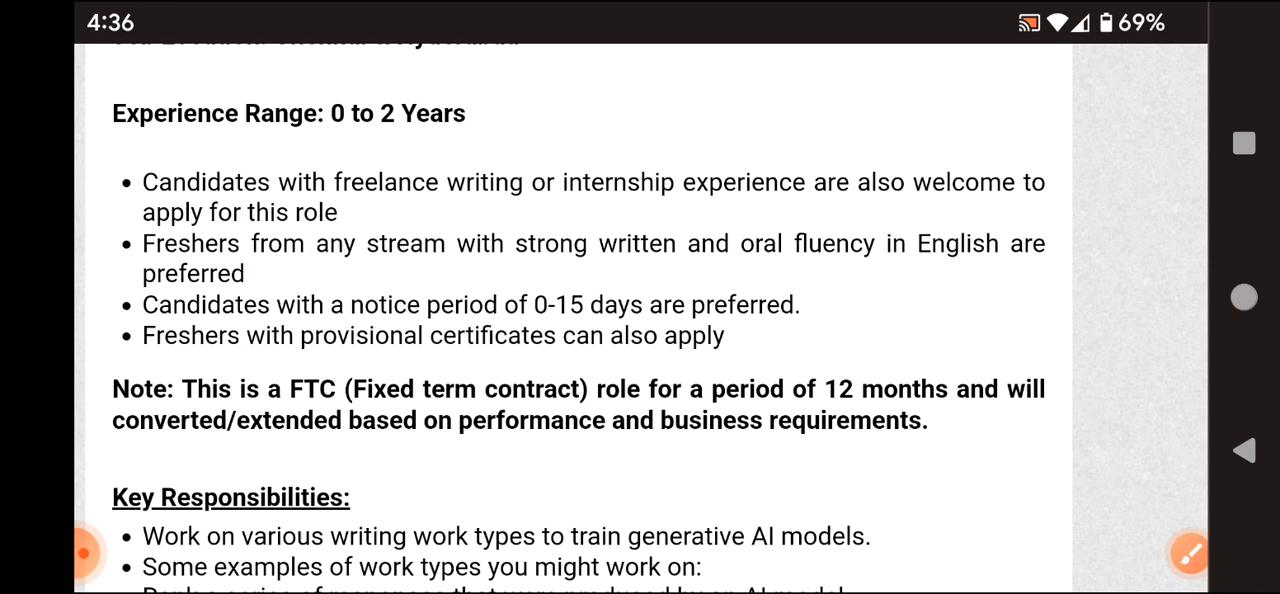 4:36
69%
Experience Range: 0 to 2 Years
• Candidates with freelance writing or internship experience are also welcome to
apply for this role
• Freshers from any stream with strong written and oral fluency in English are
preferred
• Candidates with a notice period of 0-15 days are preferred.
• Freshers with provisional certificates can also apply
Note: This is a FTC (Fixed term contract) role for a period of 12 months and will
converted/extended based on performance and business requirements.
Key Responsibilities:
• Work on various writing work types to train generative AI models.
• Some examples of work types you might work on: